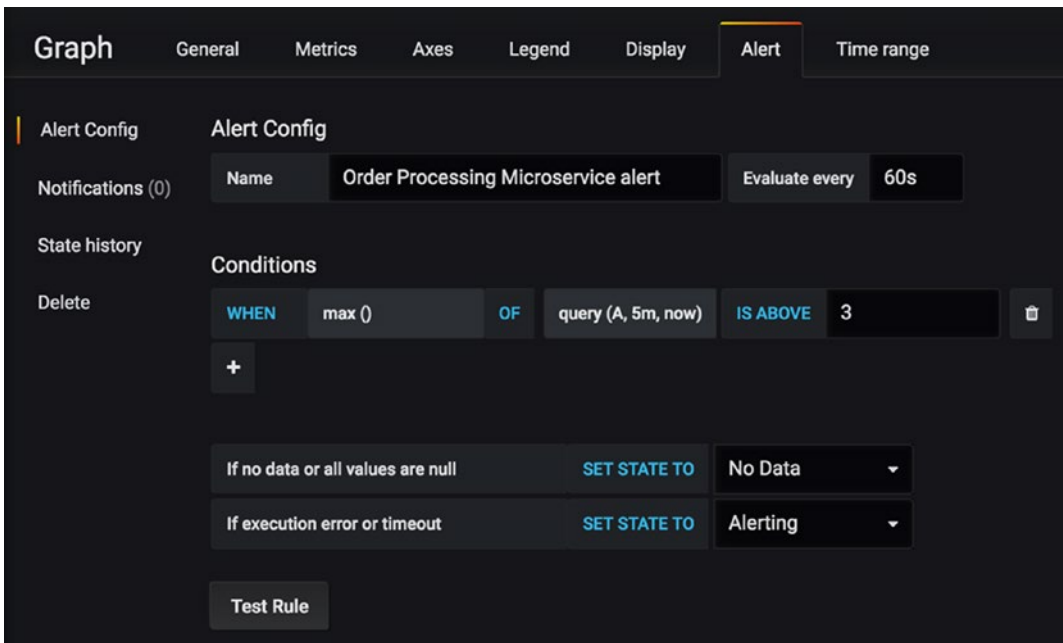 Graph General Metrics Axes Legend Display Alert Time range
Alert Config
Notifications (0)
State history
Delete
Alert Config
Name Order Processing Microservice alert Evaluate every 60s
Conditions
WHEN max () OF query (A, 5m, now) IS ABOVE 3
+
If no data or all values are null SET STATE TO No Data
If execution error or timeout SET STATE TO Alerting
Test Rule